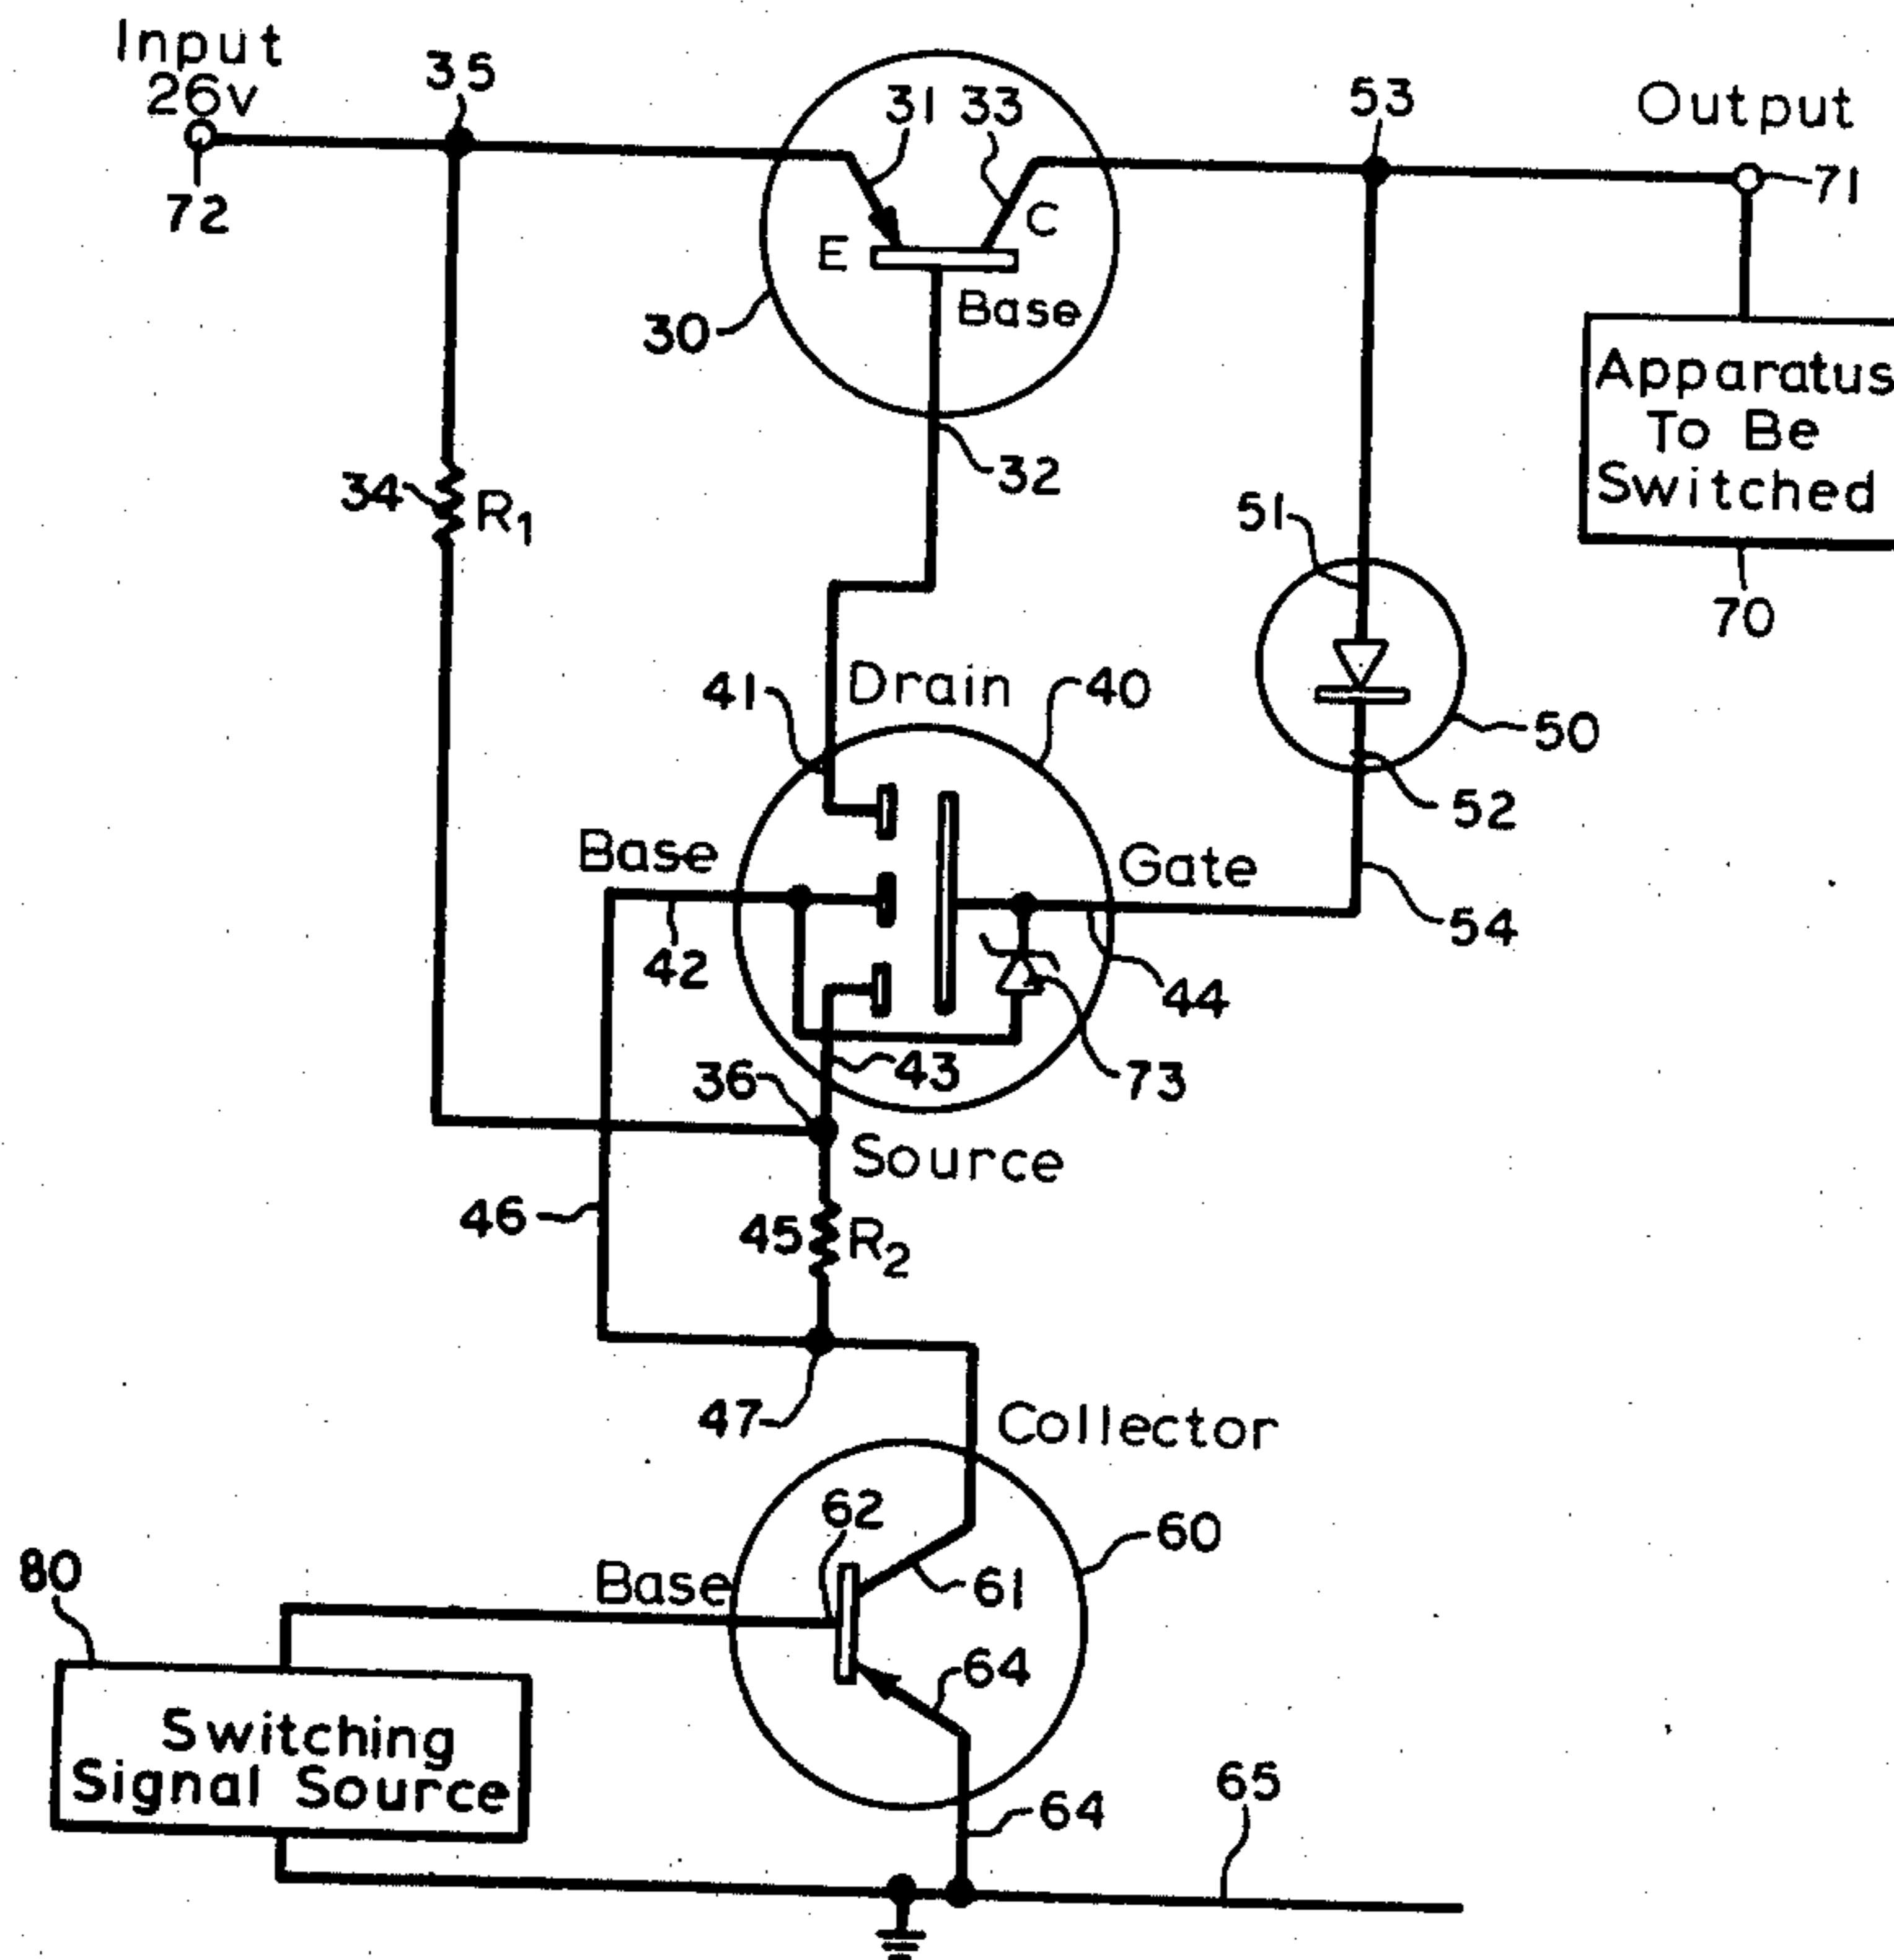 Input
26v
72
35
31
33
E
C
Base
30
32
53
Output
71
Apparatus
To Be
Switched
70
34
R1
51
50
52
54
41
Drain
40
Base
42
Gate
44
43
73
36
Source
46
45
R2
47
Collector
62
60
61
Base
64
80
Switching
Signal Source
64
65